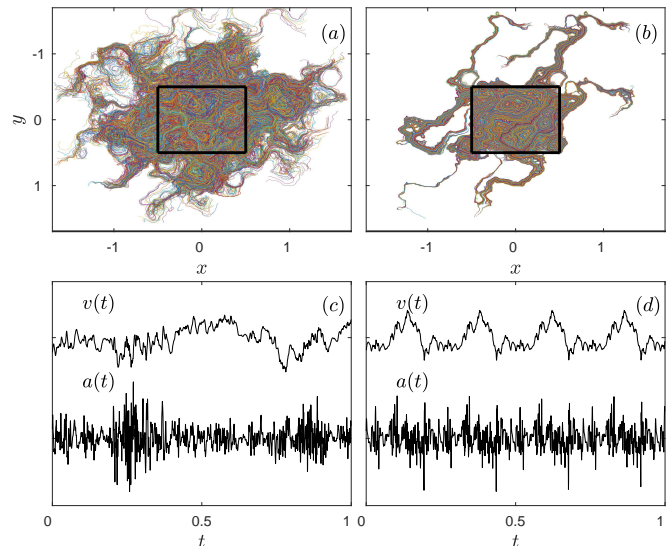 (a) (b)
-1 0 1
y
-1 0 1 -1 0 1
x x
v(t) (c) v(t) (d)
a(t) a(t)
0 0.5 1 0 0.5 1
t t